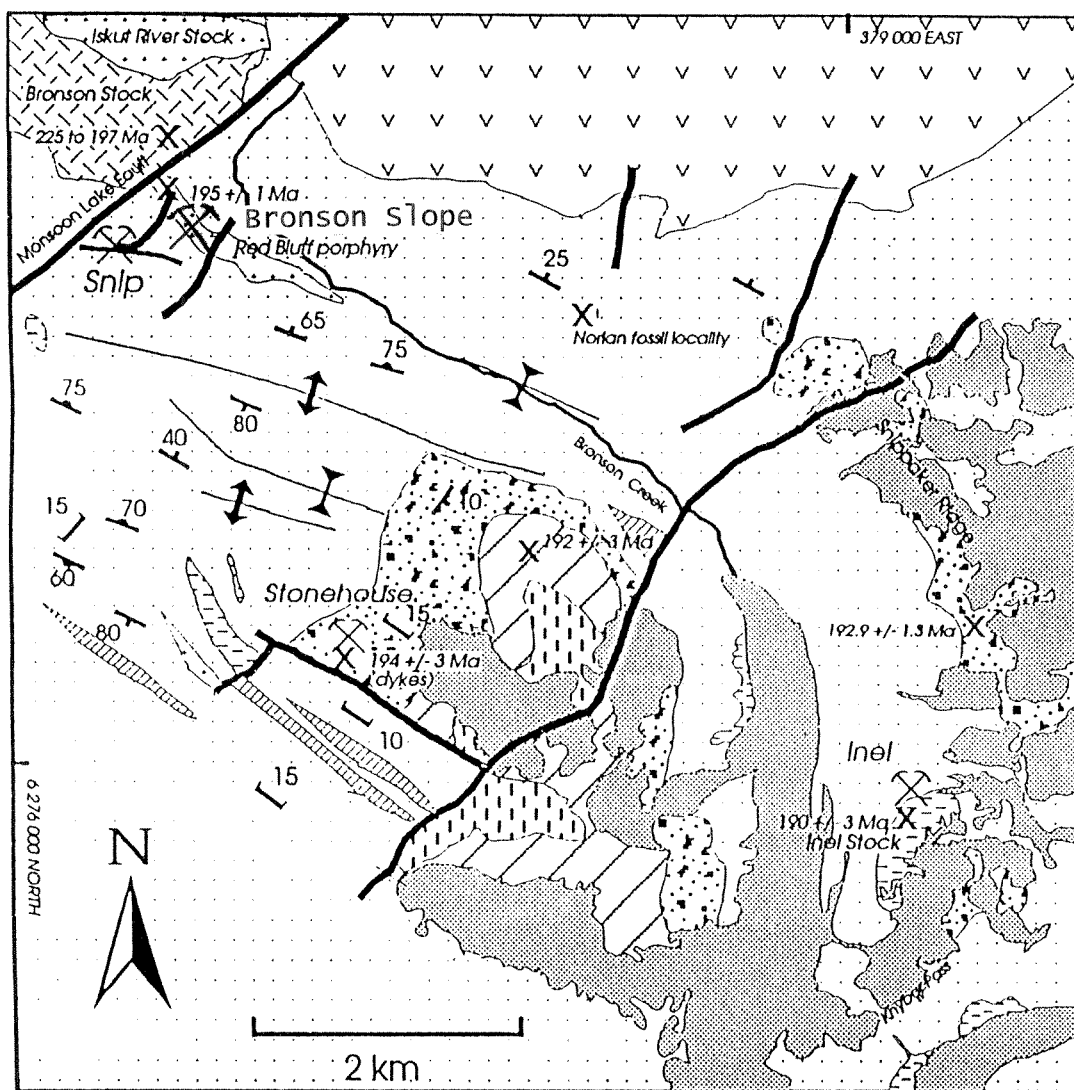 Iskut River Stock
379 000 EAST
Bronson Stock
225 to 197 Ma
Monsoon Lake Fault
195 +/- 1 Ma
Bronson Slope
Red Bluff porphyry
Snip
25
65
Norian fossil locality
75
75
80
40
Bronson Creek
10
15
70
192 +/- 3 Ma
60
Stonehouse
15
192.9 +/- 1.3 Ma
80
194 +/- 3 Ma
(dykes)
10
Inel
15
190 +/- 3 Ma
Inel Stock
6 276 000 NORTH
N
2 km